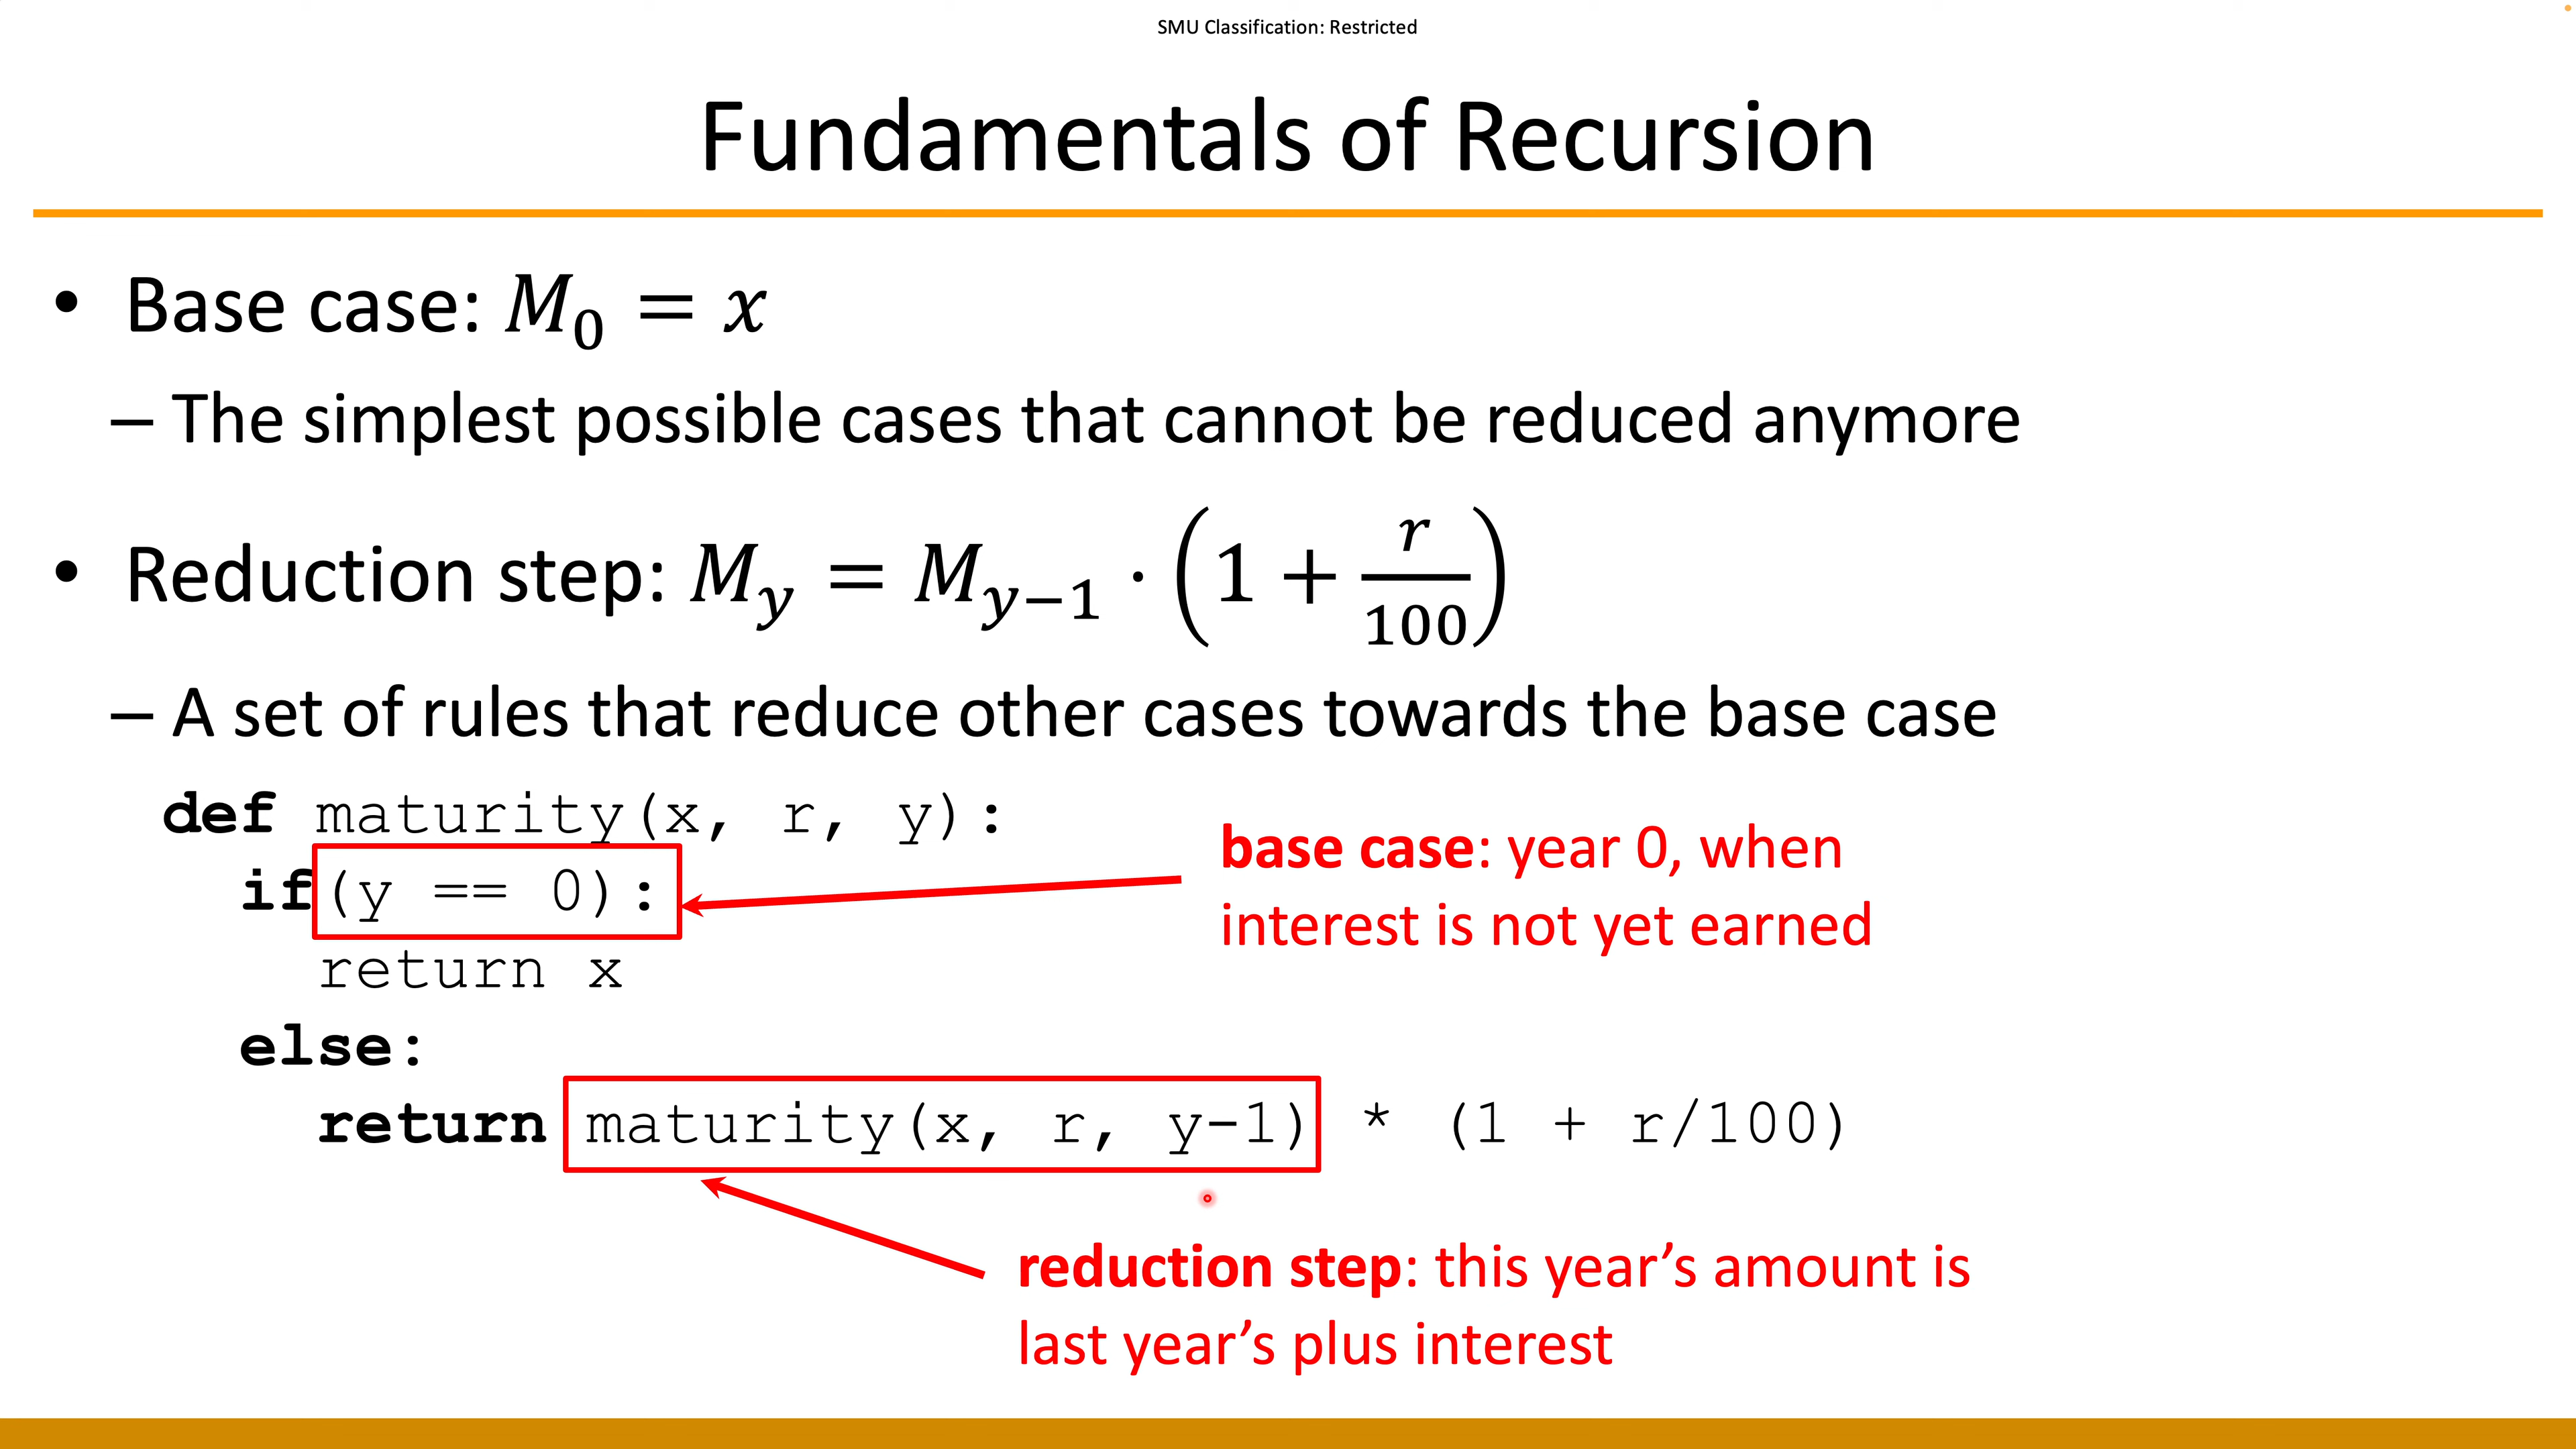 SMU Classification: Restricted
Fundamentals of Recursion
• Base case: M₀ = x
– The simplest possible cases that cannot be reduced anymore
• Reduction step: M_y = M_{y−1} · (1 + r/100)
– A set of rules that reduce other cases towards the base case
def maturity(x, r, y):
if(y == 0):
return x
else:
return maturity(x, r, y-1) * (1 + r/100)
base case: year 0, when
interest is not yet earned
reduction step: this year’s amount is
last year’s plus interest